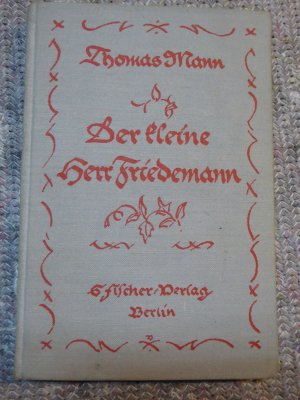 Thomas Mann
Der kleine
Herr Friedemann
S. Fischer-Verlag
Berlin